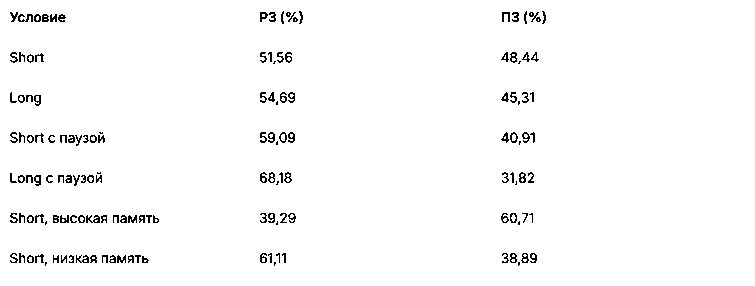 Условие РЗ (%) ПЗ (%)
Short 51,56 48,44
Long 54,69 45,31
Short с паузой 59,09 40,91
Long с паузой 68,18 31,82
Short, высокая память 39,29 60,71
Short, низкая память 61,11 38,89